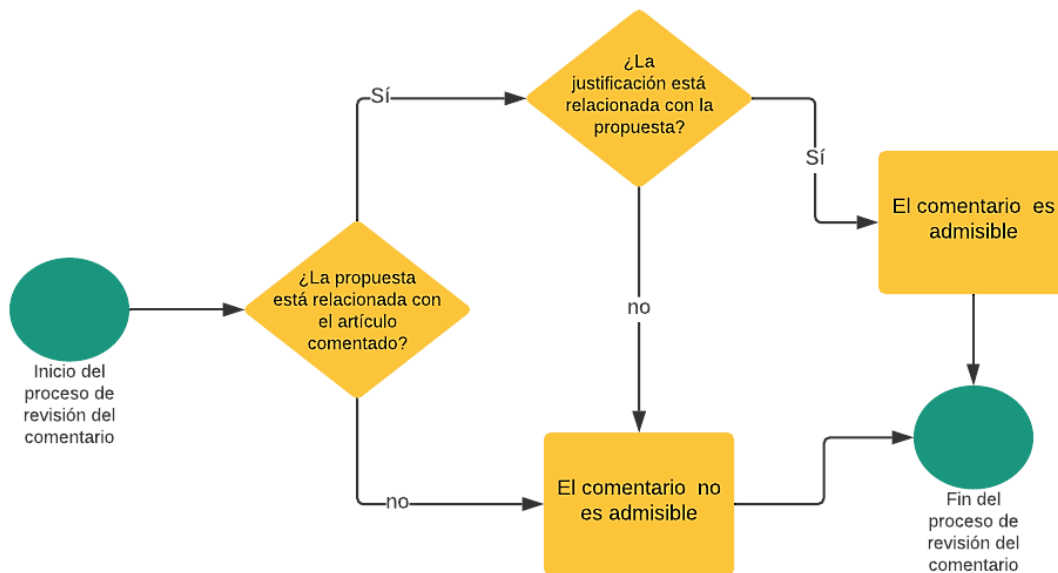 ¿La
justificación está
relacionada con la
propuesta?
Sí
Sí
El comentario es
admisible
¿La propuesta
está relacionada con
el artículo
comentado?
no
Inicio del
proceso de
revisión del
comentario
no
El comentario no
es admisible
Fin del
proceso de
revisión del
comentario